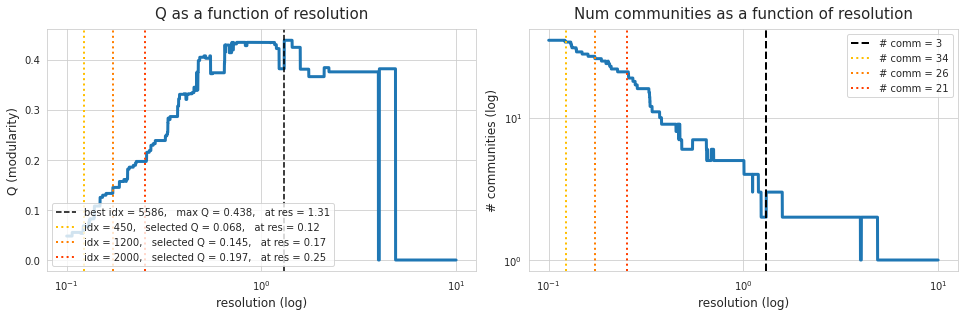 Q as a function of resolution
Q (modularity)
0.4
0.3
0.2
0.1
0.0
best idx = 5586, max Q = 0.438, at res = 1.31
idx = 450, selected Q = 0.068, at res = 0.12
idx = 1200, selected Q = 0.145, at res = 0.17
idx = 2000, selected Q = 0.197, at res = 0.25
10⁻¹ 10⁰ 10¹
resolution (log)
Num communities as a function of resolution
# communities (log)
10¹
10⁰
# comm = 3
# comm = 34
# comm = 26
# comm = 21
10⁻¹ 10⁰ 10¹
resolution (log)